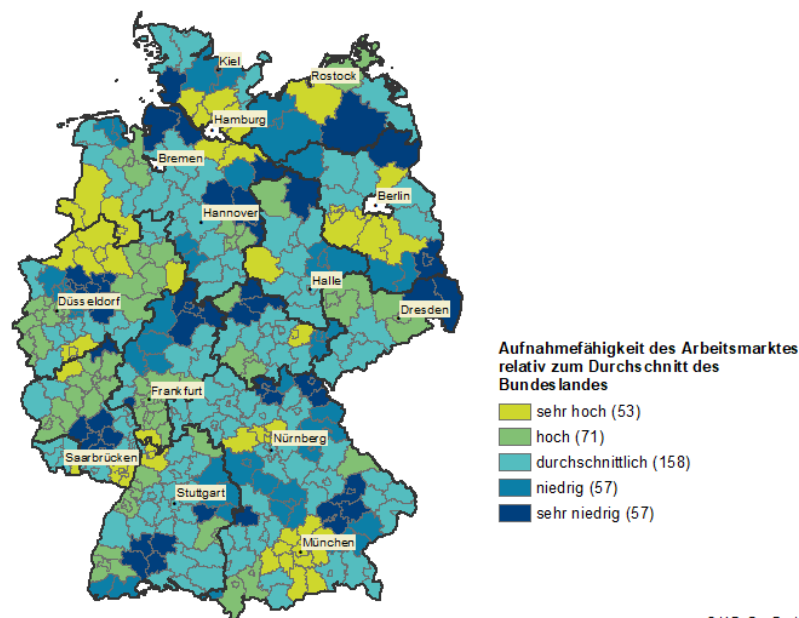 Kiel
Rostock
Hamburg
Bremen
Berlin
Hannover
Halle
Düsseldorf
Dresden
Frankfurt
Nürnberg
Saarbrücken
Stuttgart
München
Aufnahmefähigkeit des Arbeitsmarktes
relativ zum Durchschnitt des
Bundeslandes
sehr hoch (53)
hoch (71)
durchschnittlich (158)
niedrig (57)
sehr niedrig (57)